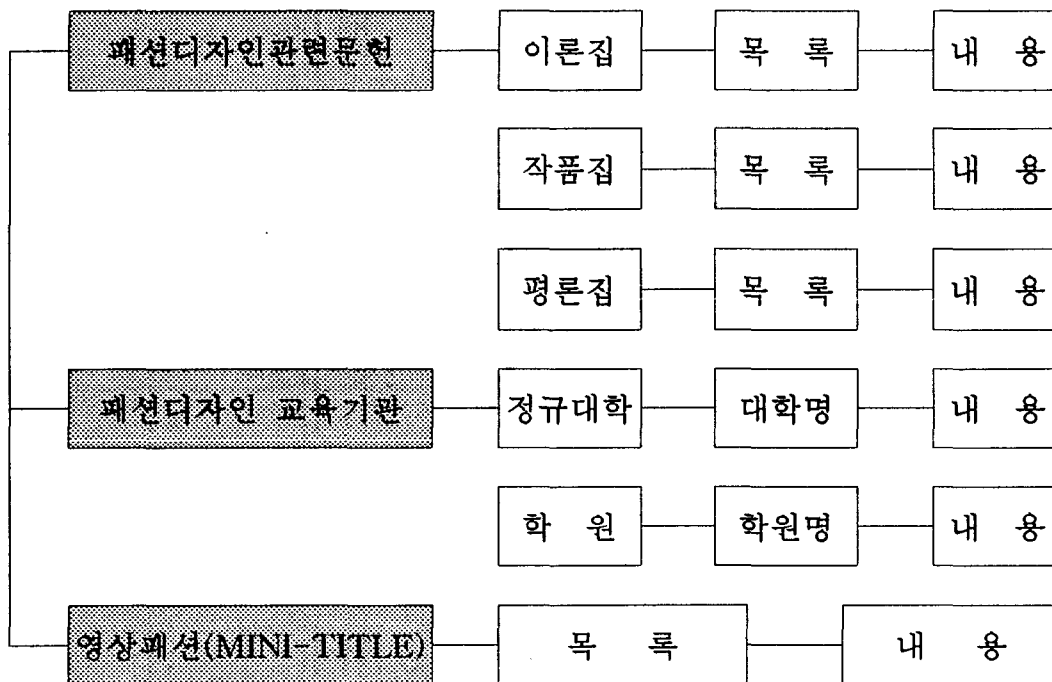 패션디자인관련문헌 이론집 목 록 내 용
작품집 목 록 내 용
평론집 목 록 내 용
패션디자인 교육기관 정규대학 대학명 내 용
학 원 학원명 내 용
영상패션(MINI-TITLE) 목 록 내 용